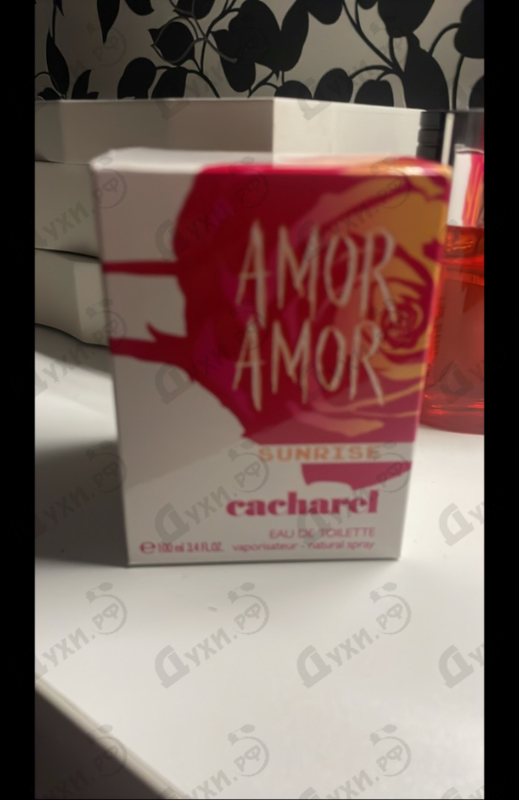 AMOR
AMOR
SUNRISE
cacharel
EAU DE TOILETTE
℮100 ml 3.4 FL.OZ. vaporisateur - natural spray
Духи.рф